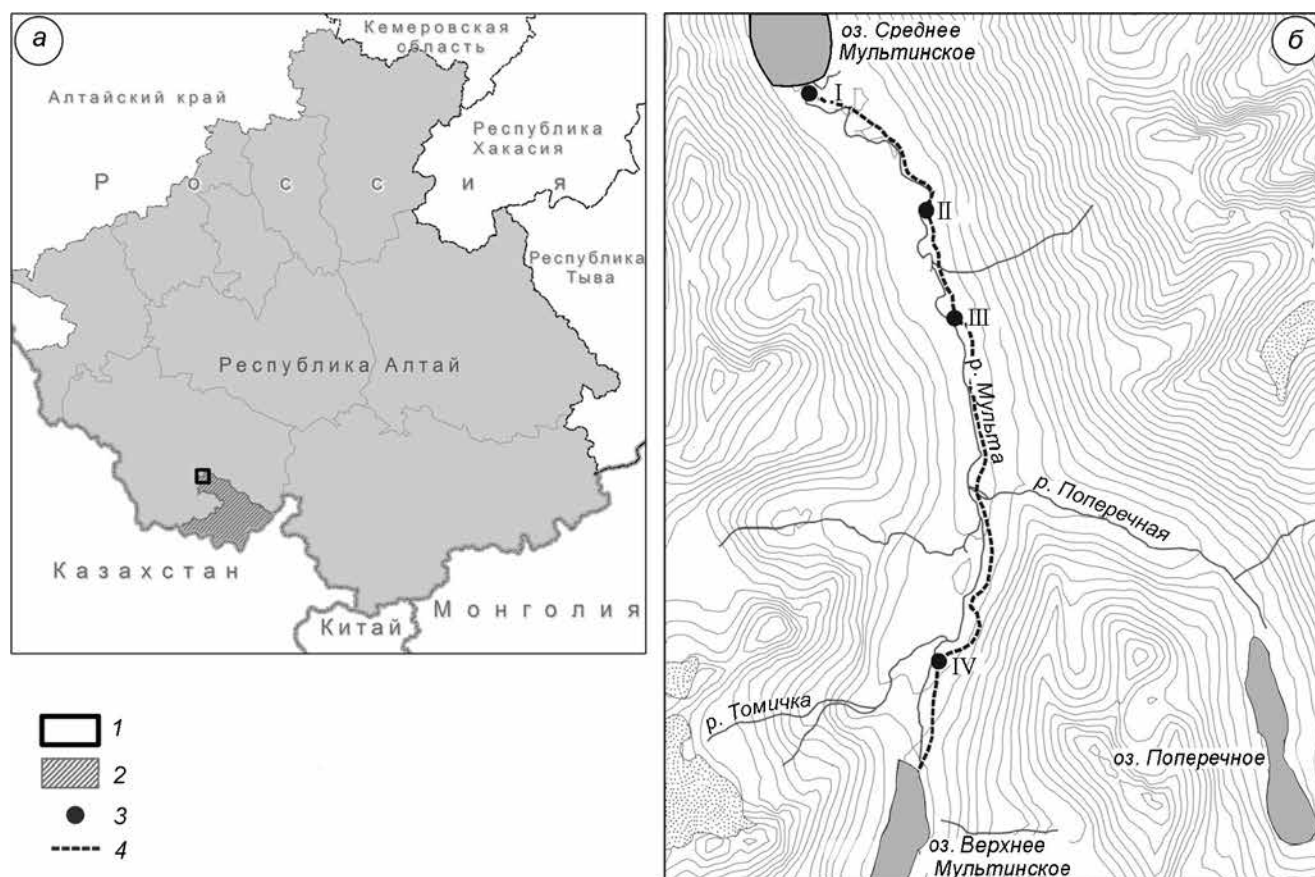 а
Кемеровская
область
Алтайский край
Республика
Хакасия
Россия
Республика
Тыва
Республика Алтай
Казахстан
Монголия
Китай
1
2
3
4
б
оз. Среднее
Мультинское
I
II
III
р. Мульта
р. Поперечная
IV
р. Томичка
оз. Поперечное
оз. Верхнее
Мультинское